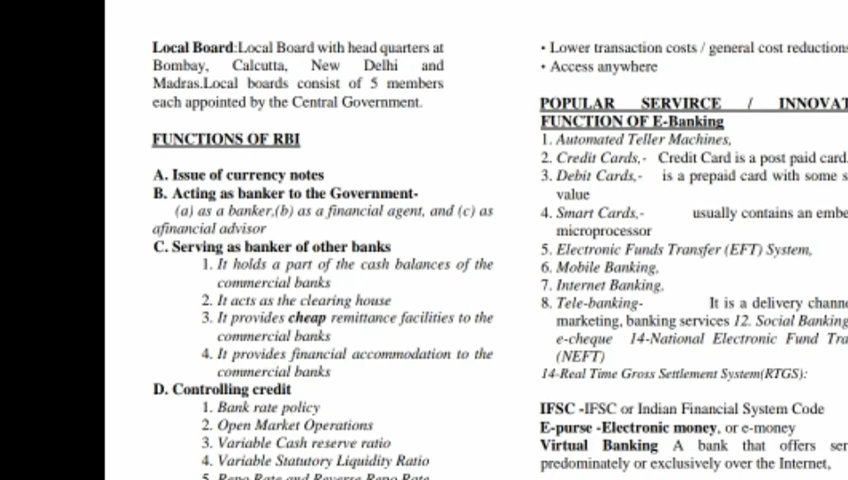 Local Board:Local Board with head quarters at
Bombay, Calcutta, New Delhi and
Madras.Local boards consist of 5 members
each appointed by the Central Government.
FUNCTIONS OF RBI
A. Issue of currency notes
B. Acting as banker to the Government-
(a) as a banker,(b) as a financial agent, and (c) as
afinancial advisor
C. Serving as banker of other banks
1. It holds a part of the cash balances of the
commercial banks
2. It acts as the clearing house
3. It provides cheap remittance facilities to the
commercial banks
4. It provides financial accommodation to the
commercial banks
D. Controlling credit
1. Bank rate policy
2. Open Market Operations
3. Variable Cash reserve ratio
4. Variable Statutory Liquidity Ratio
5. Repo Rate and Reverse Repo Rate
• Lower transaction costs / general cost reductions
• Access anywhere
POPULAR SERVIRCE / INNOVAT
FUNCTION OF E-Banking
1. Automated Teller Machines,
2. Credit Cards,- Credit Card is a post paid card.
3. Debit Cards,- is a prepaid card with some s
value
4. Smart Cards,- usually contains an embe
microprocessor
5. Electronic Funds Transfer (EFT) System,
6. Mobile Banking,
7. Internet Banking,
8. Tele-banking- It is a delivery channe
marketing, banking services 12. Social Banking
e-cheque 14-National Electronic Fund Tra
(NEFT)
14-Real Time Gross Settlement System(RTGS):
IFSC -IFSC or Indian Financial System Code
E-purse -Electronic money, or e-money
Virtual Banking A bank that offers ser
predominately or exclusively over the Internet,